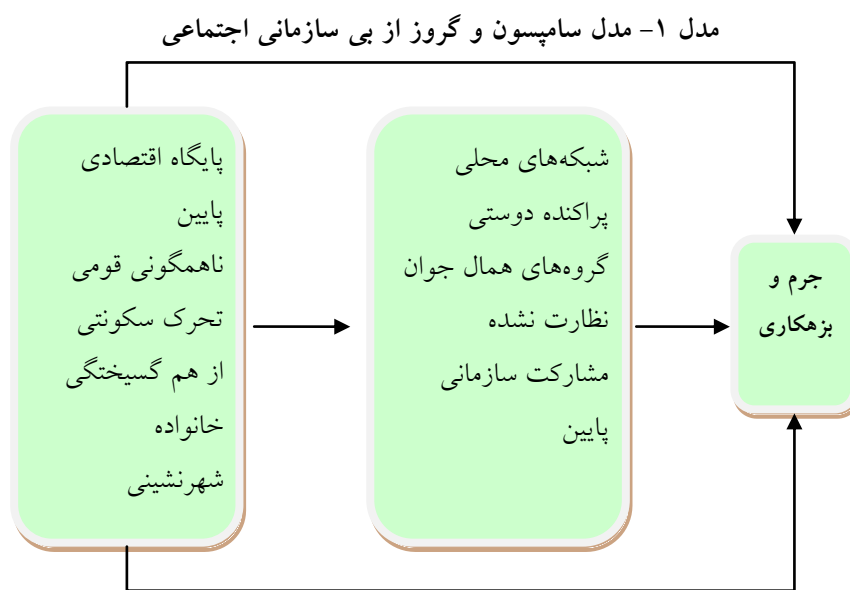 مدل ۱- مدل سامپسون و گروز از بی سازمانی اجتماعی
پایگاه اقتصادی
پایین
ناهمگونی قومی
تحرک سکونتی
از هم گسیختگی
خانواده
شهرنشینی
شبکه‌های محلی
پراکنده دوستی
گروه‌های همال جوان
نظارت نشده
مشارکت سازمانی
پایین
جرم و
بزهکاری